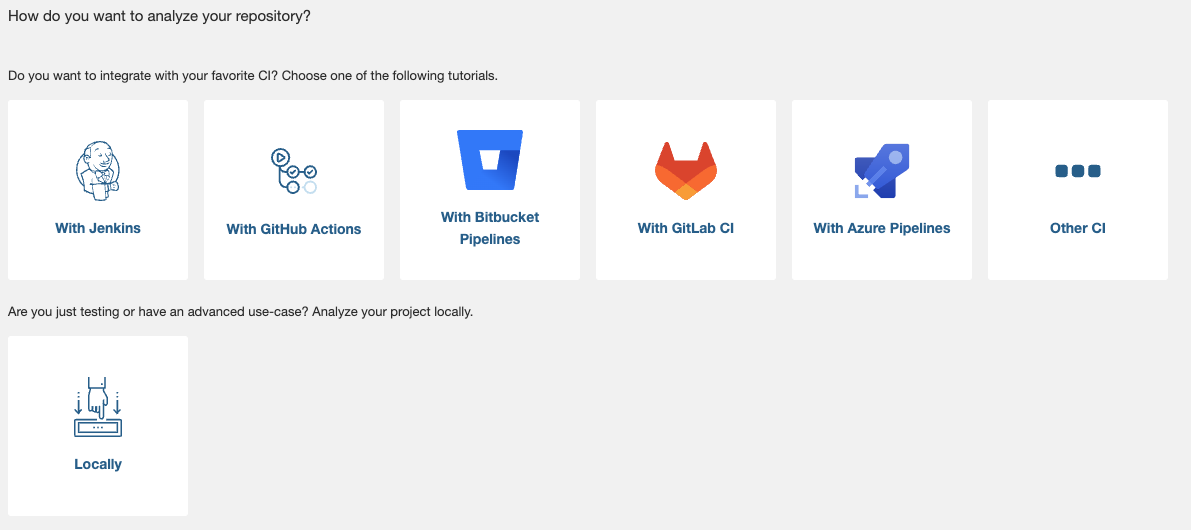 How do you want to analyze your repository?
Do you want to integrate with your favorite CI? Choose one of the following tutorials.
With Jenkins
With GitHub Actions
With Bitbucket
Pipelines
With GitLab CI
With Azure Pipelines
Other CI
Are you just testing or have an advanced use-case? Analyze your project locally.
Locally